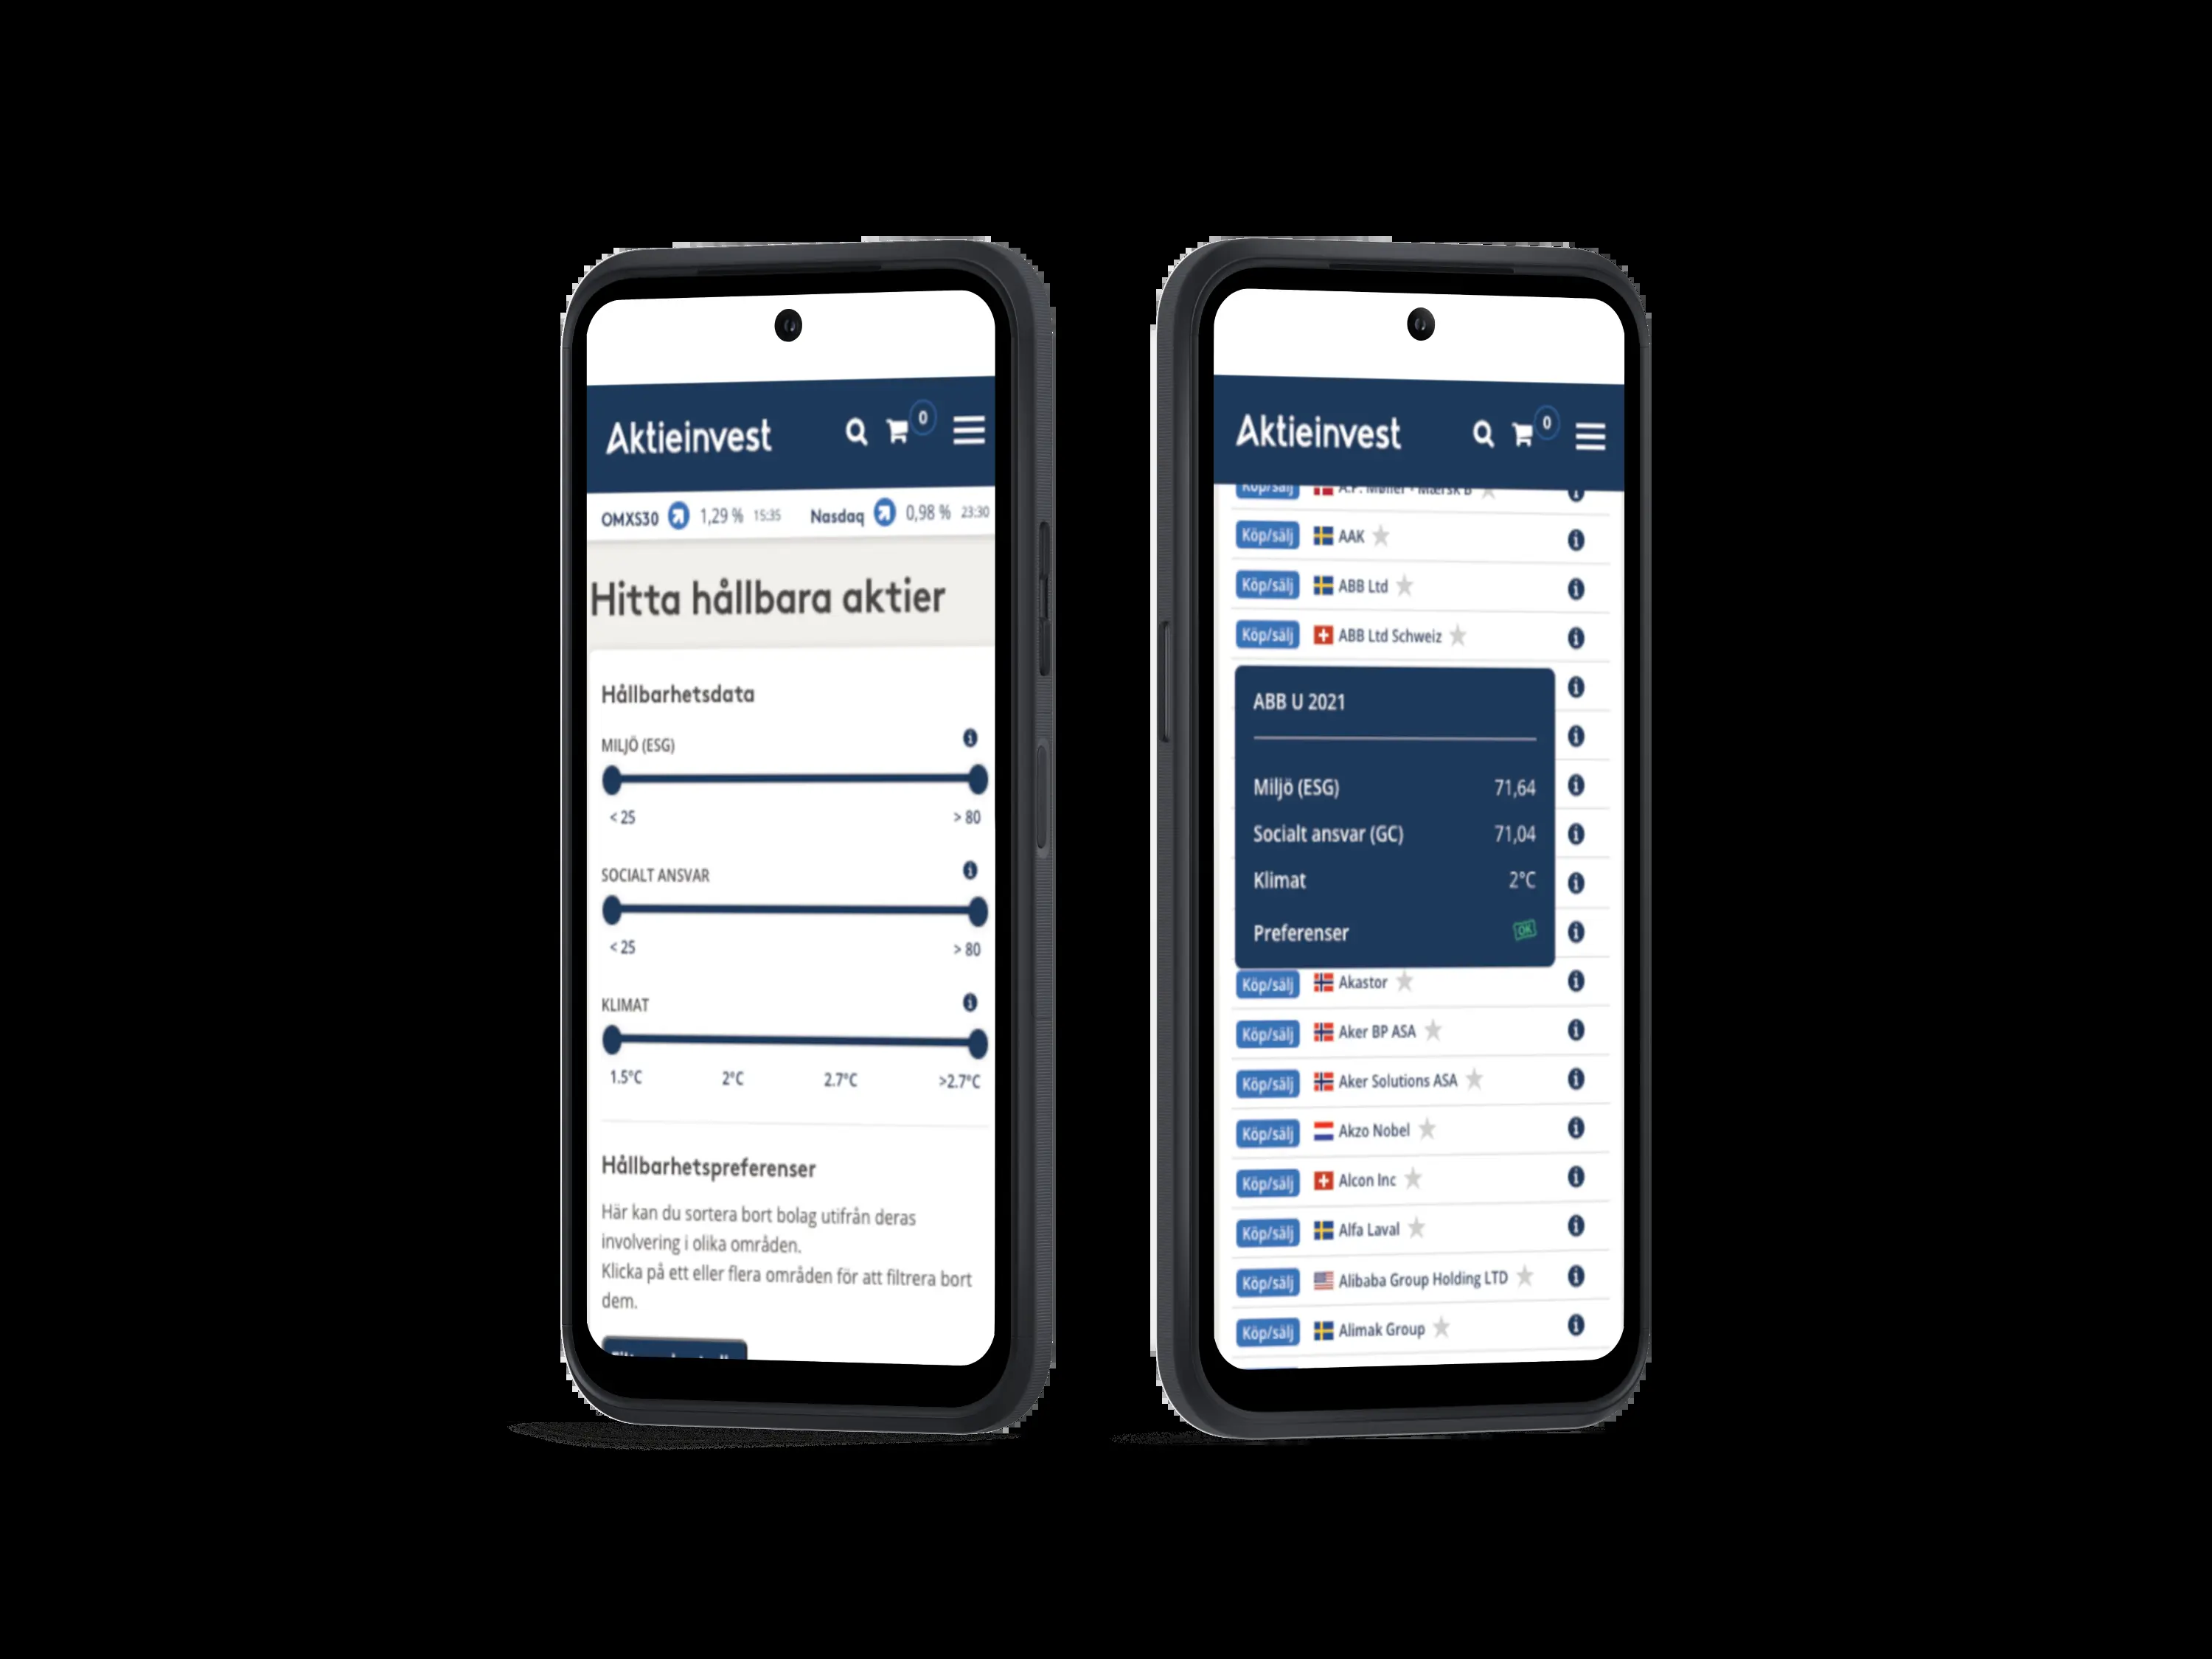 Aktieinvest 0
OMXS30 1,29 % 15:35 Nasdaq 0,98 % 23:30
Hitta hållbara aktier
Hållbarhetsdata
MILJÖ (ESG)
< 25 > 80
SOCIALT ANSVAR
< 25 > 80
KLIMAT
1.5°C 2°C 2.7°C >2.7°C
Hållbarhetspreferenser
Här kan du sortera bort bolag utifrån deras
involvering i olika områden.
Klicka på ett eller flera områden för att filtrera bort
dem.
Aktieinvest 0
Köp/sälj A.P. Møller - Mærsk B
Köp/sälj AAK
Köp/sälj ABB Ltd
Köp/sälj ABB Ltd Schweiz
ABB U 2021
Miljö (ESG) 71,64
Socialt ansvar (GC) 71,04
Klimat 2°C
Preferenser OK
Köp/sälj Akastor
Köp/sälj Aker BP ASA
Köp/sälj Aker Solutions ASA
Köp/sälj Akzo Nobel
Köp/sälj Alcon Inc
Köp/sälj Alfa Laval
Köp/sälj Alibaba Group Holding LTD
Köp/sälj Alimak Group